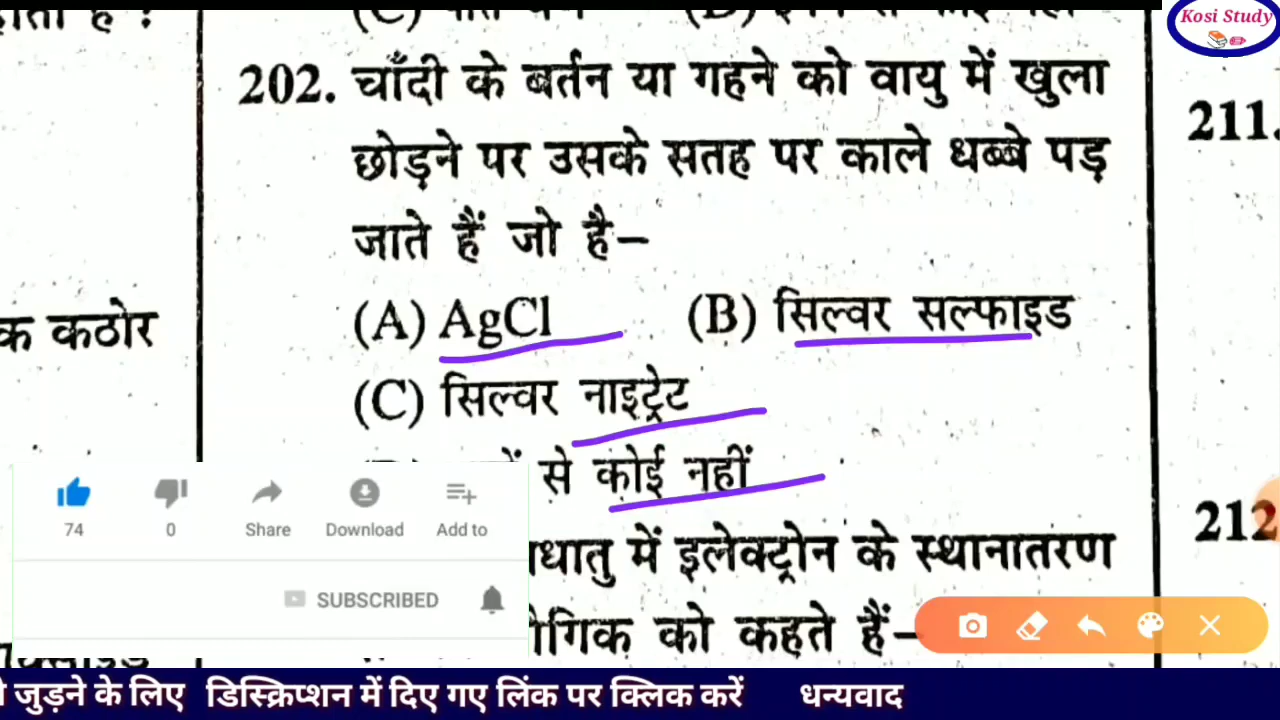 होता है ?
Kosi Study
202. चाँदी के बर्तन या गहने को वायु में खुला
छोड़ने पर उसके सतह पर काले धब्बे पड़
जाते हैं जो है–
(A) AgCl (B) सिल्वर सल्फाइड
(C) सिल्वर नाइट्रेट
से कोई नहीं
में इलेक्ट्रोन के स्थानातरण
को कहते हैं–
क कठोर
211.
212
74 0 Share Download Add to
SUBSCRIBED
जुड़ने के लिए डिस्क्रिप्शन में दिए गए लिंक पर क्लिक करें धन्यवाद